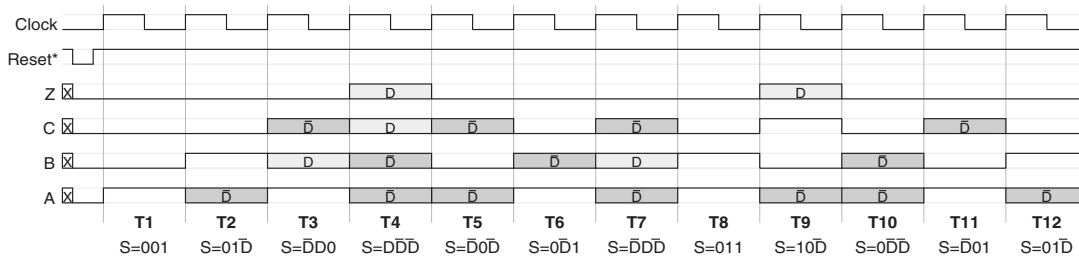 Clock
Reset*
Z X D D
C X D̅ D D̅ D̅ D̅
B X D D̅ D̅ D D̅
A X D̅ D̅ D̅ D̅ D̅ D̅ D̅
T1 T2 T3 T4 T5 T6 T7 T8 T9 T10 T11 T12
S=001 S=01D̅ S=D̅D0 S=DD̅D̅ S=D̅0D̅ S=0D̅1 S=D̅DD̅ S=011 S=10D̅ S=0D̅D̅ S=D̅01 S=01D̅